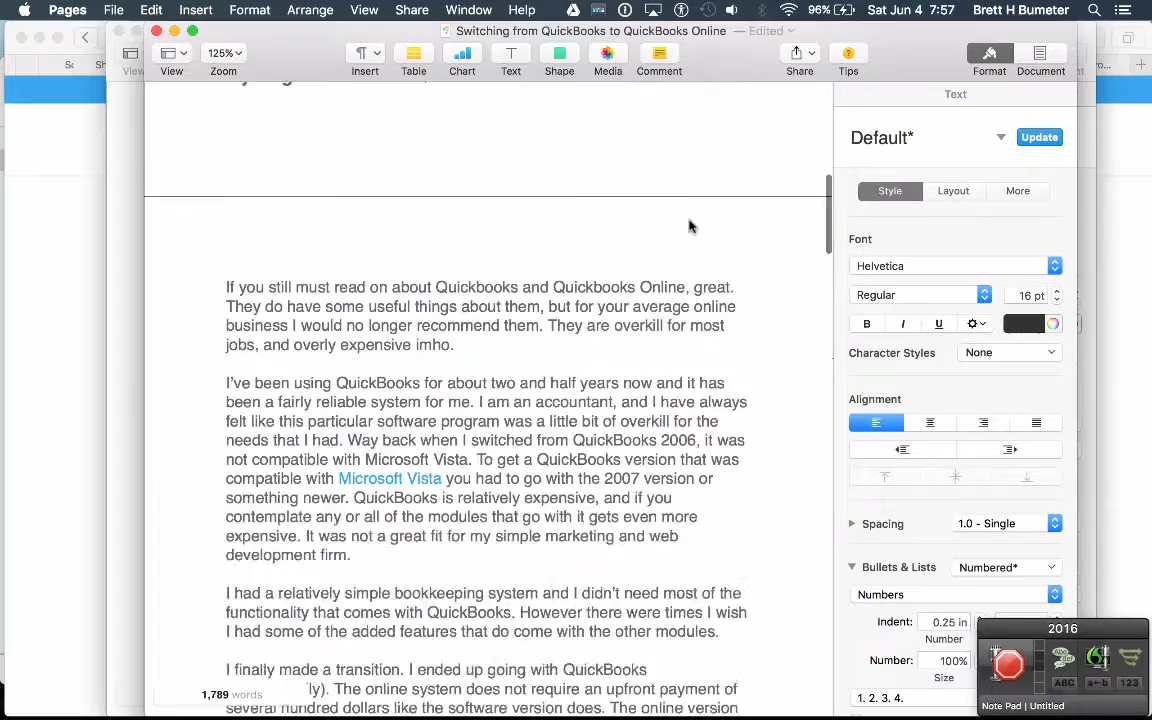 Pages File Edit Insert Format Arrange View Share Window Help 96% Sat Jun 4 7:57 Brett H Bumeter
Switching from QuickBooks to QuickBooks Online — Edited
View View 125% Zoom Insert Table Chart Text Shape Media Comment Share Tips Format Document
Text
Default* Update
Style Layout More
Font
Helvetica
Regular 16 pt
B I U
Character Styles None
Alignment
Spacing 1.0 - Single
Bullets & Lists Numbered*
Numbers
Indent: 0.25 in
Number
Number: 100%
Size
1. 2. 3. 4.
If you still must read on about Quickbooks and Quickbooks Online, great.
They do have some useful things about them, but for your average online
business I would no longer recommend them. They are overkill for most
jobs, and overly expensive imho.
I've been using QuickBooks for about two and half years now and it has
been a fairly reliable system for me. I am an accountant, and I have always
felt like this particular software program was a little bit of overkill for the
needs that I had. Way back when I switched from QuickBooks 2006, it was
not compatible with Microsoft Vista. To get a QuickBooks version that was
compatible with Microsoft Vista you had to go with the 2007 version or
something newer. QuickBooks is relatively expensive, and if you
contemplate any or all of the modules that go with it gets even more
expensive. It was not a great fit for my simple marketing and web
development firm.
I had a relatively simple bookkeeping system and I didn't need most of the
functionality that comes with QuickBooks. However there were times I wish
I had some of the added features that do come with the other modules.
I finally made a transition. I ended up going with QuickBooks
ly). The online system does not require an upfront payment of
several hundred dollars like the software version does. The online version
1,789 words
2016
ABC a←b 123
Note Pad | Untitled